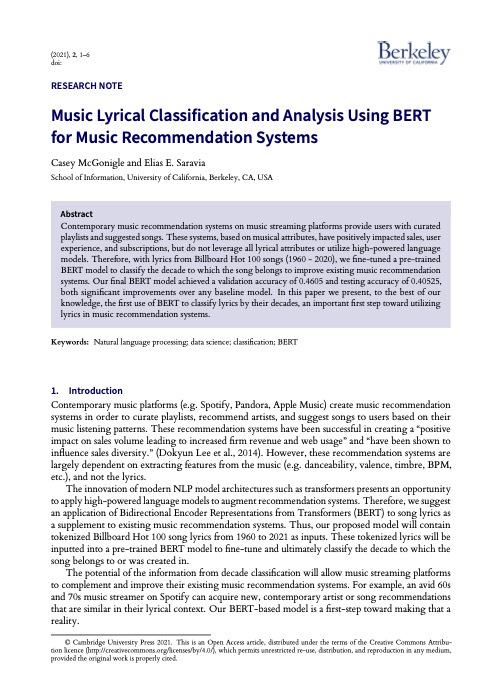 (2021), 2, 1–6
doi:
Berkeley
UNIVERSITY OF CALIFORNIA
RESEARCH NOTE
Music Lyrical Classification and Analysis Using BERT
for Music Recommendation Systems
Casey McGonigle and Elias E. Saravia
School of Information, University of California, Berkeley, CA, USA
Abstract
Contemporary music recommendation systems on music streaming platforms provide users with curated
playlists and suggested songs. These systems, based on musical attributes, have positively impacted sales, user
experience, and subscriptions, but do not leverage all lyrical attributes or utilize high-powered language
models. Therefore, with lyrics from Billboard Hot 100 songs (1960 – 2020), we fine-tuned a pre-trained
BERT model to classify the decade to which the song belongs to improve existing music recommendation
systems. Our final BERT model achieved a validation accuracy of 0.4605 and testing accuracy of 0.40525,
both significant improvements over any baseline model. In this paper we present, to the best of our
knowledge, the first use of BERT to classify lyrics by their decades, an important first step toward utilizing
lyrics in music recommendation systems.
Keywords: Natural language processing; data science; classification; BERT
1. Introduction
Contemporary music platforms (e.g. Spotify, Pandora, Apple Music) create music recommendation
systems in order to curate playlists, recommend artists, and suggest songs to users based on their
music listening patterns. These recommendation systems have been successful in creating a “positive
impact on sales volume leading to increased firm revenue and web usage” and “have been shown to
influence sales diversity.” (Dokyun Lee et al., 2014). However, these recommendation systems are
largely dependent on extracting features from the music (e.g. danceability, valence, timbre, BPM,
etc.), and not the lyrics.
The innovation of modern NLP model architectures such as transformers presents an opportunity
to apply high-powered language models to augment recommendation systems. Therefore, we suggest
an application of Bidirectional Encoder Representations from Transformers (BERT) to song lyrics as
a supplement to existing music recommendation systems. Thus, our proposed model will contain
tokenized Billboard Hot 100 song lyrics from 1960 to 2021 as inputs. These tokenized lyrics will be
inputted into a pre-trained BERT model to fine-tune and ultimately classify the decade to which the
song belongs to or was created in.
The potential of the information from decade classification will allow music streaming platforms
to complement and improve their existing music recommendation systems. For example, an avid 60s
and 70s music streamer on Spotify can acquire new, contemporary artist or song recommendations
that are similar in their lyrical context. Our BERT-based model is a first-step toward making that a
reality.
© Cambridge University Press 2021. This is an Open Access article, distributed under the terms of the Creative Commons Attribu-
tion licence (http://creativecommons.org/licenses/by/4.0/), which permits unrestricted re-use, distribution, and reproduction in any medium,
provided the original work is properly cited.